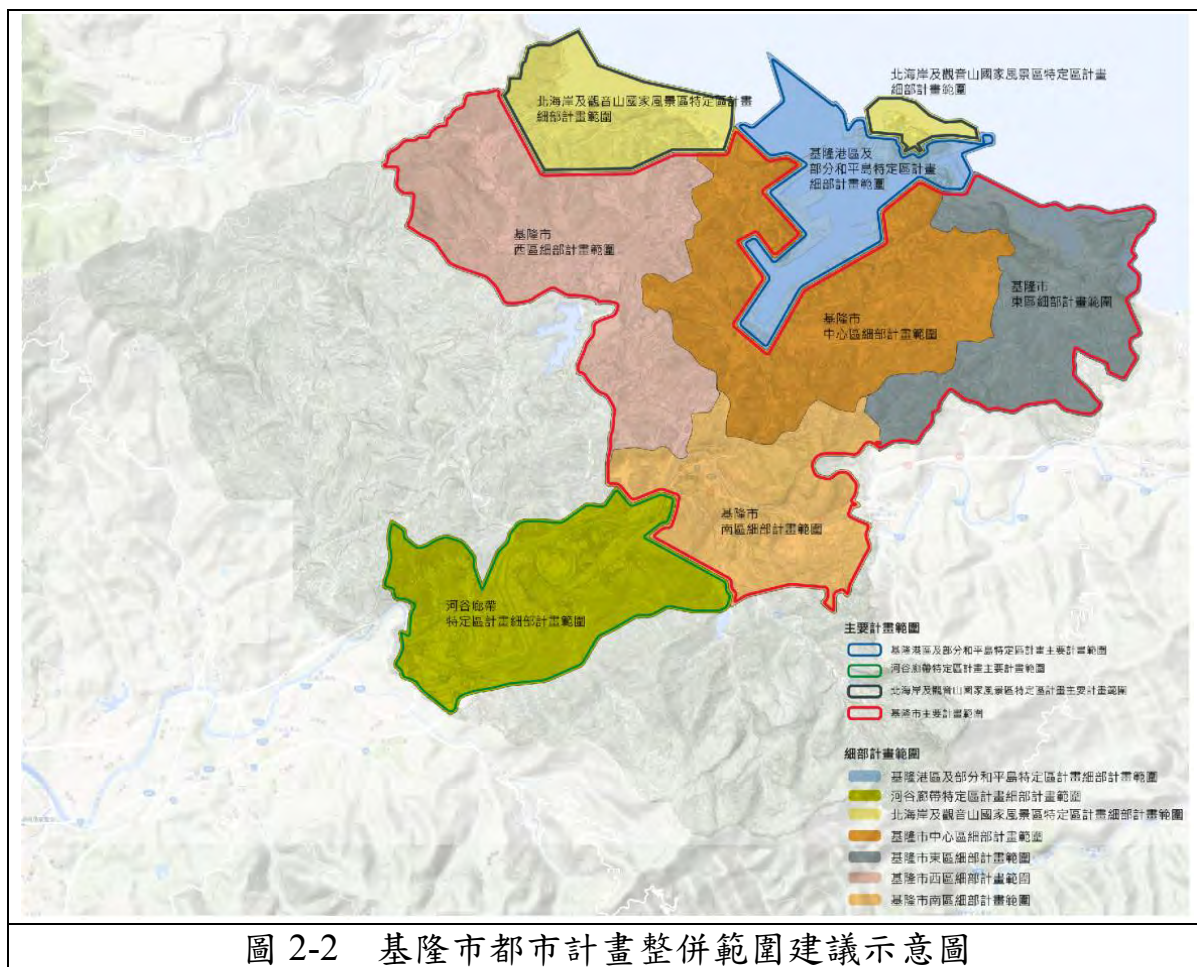 北海岸及觀音山國家風景區特定區計畫
細部計畫範圍
北海岸及觀音山國家風景區特定區計畫
細部計畫範圍
基隆港區及
部分和平島特定區計畫
細部計畫範圍
基隆市
西區細部計畫範圍
基隆市
東區細部計畫範圍
基隆市
中心區細部計畫範圍
基隆市
南區細部計畫範圍
河谷廊帶
特定區計畫細部計畫範圍
主要計畫範圍
基隆港區及部分和平島特定區計畫主要計畫範圍
河谷廊帶特定區計畫主要計畫範圍
北海岸及觀音山國家風景區特定區計畫主要計畫範圍
基隆市主要計畫範圍
細部計畫範圍
基隆港區及部分和平島特定區計畫細部計畫範圍
河谷廊帶特定區計畫細部計畫範圍
北海岸及觀音山國家風景區特定區計畫細部計畫範圍
基隆市中心區細部計畫範圍
基隆市東區細部計畫範圍
基隆市西區細部計畫範圍
基隆市南區細部計畫範圍
圖 2-2 基隆市都市計畫整併範圍建議示意圖